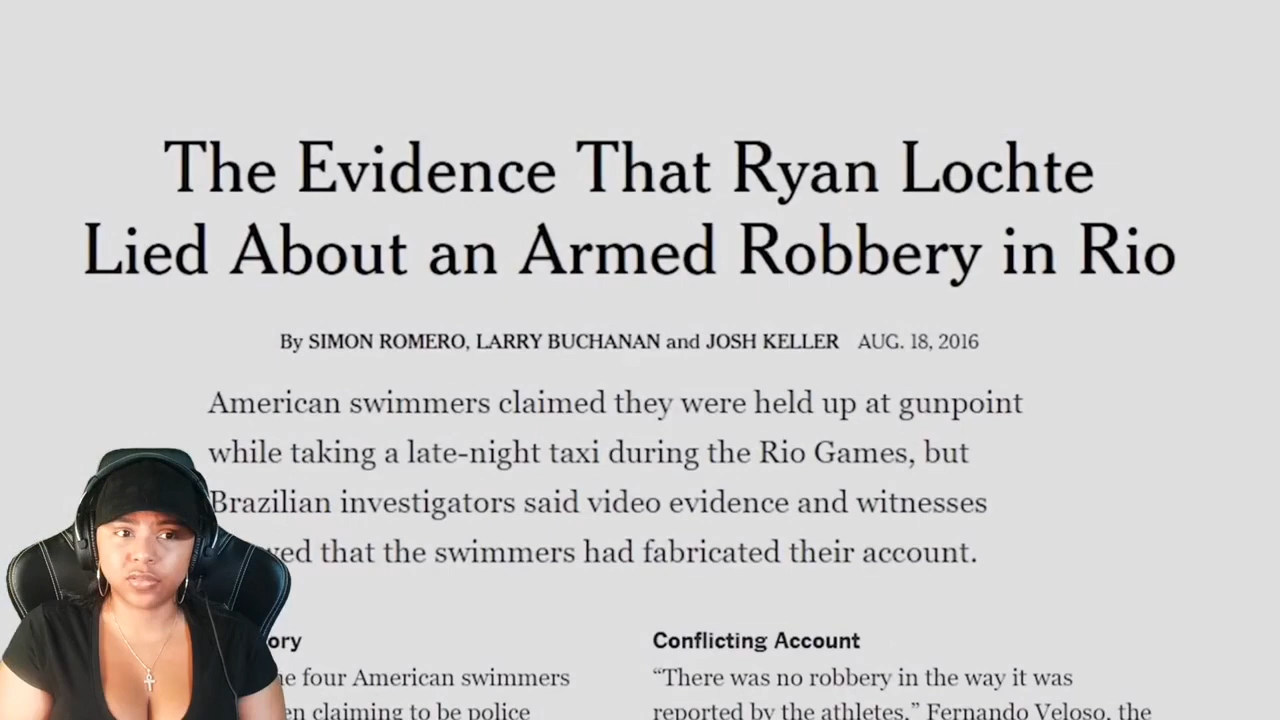 The Evidence That Ryan Lochte
Lied About an Armed Robbery in Rio
By SIMON ROMERO, LARRY BUCHANAN and JOSH KELLER AUG. 18, 2016
American swimmers claimed they were held up at gunpoint
while taking a late-night taxi during the Rio Games, but
Brazilian investigators said video evidence and witnesses
that the swimmers had fabricated their account.
Conflicting Account
four American swimmers
“There was no robbery in the way it was
claiming to be police
reported by the athletes,” Fernando Veloso, the